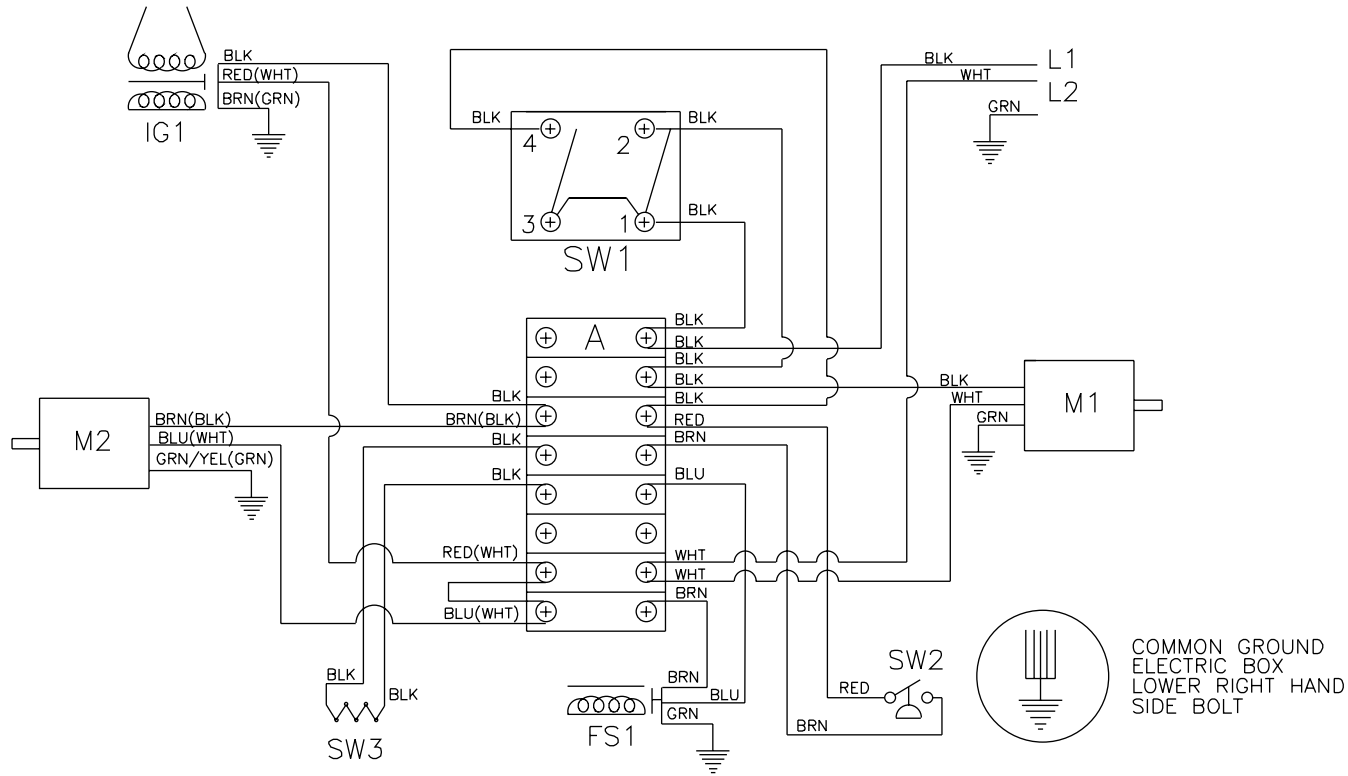 BLK
RED(WHT)
BRN(GRN)
IG1
BLK
WHT
L1
L2
GRN
BLK
4
2
BLK
3
1
BLK
SW1
A
BLK
BLK
BLK
BLK
BLK
RED
BRN
BLU
WHT
WHT
BRN
BLK
BRN(BLK)
BLK
BLK
RED(WHT)
BLU(WHT)
M2
BRN(BLK)
BLU(WHT)
GRN/YEL(GRN)
BLK
WHT
GRN
M1
BLK
BLK
SW3
BRN
BLU
GRN
FS1
SW2
RED
BRN
COMMON GROUND
ELECTRIC BOX
LOWER RIGHT HAND
SIDE BOLT